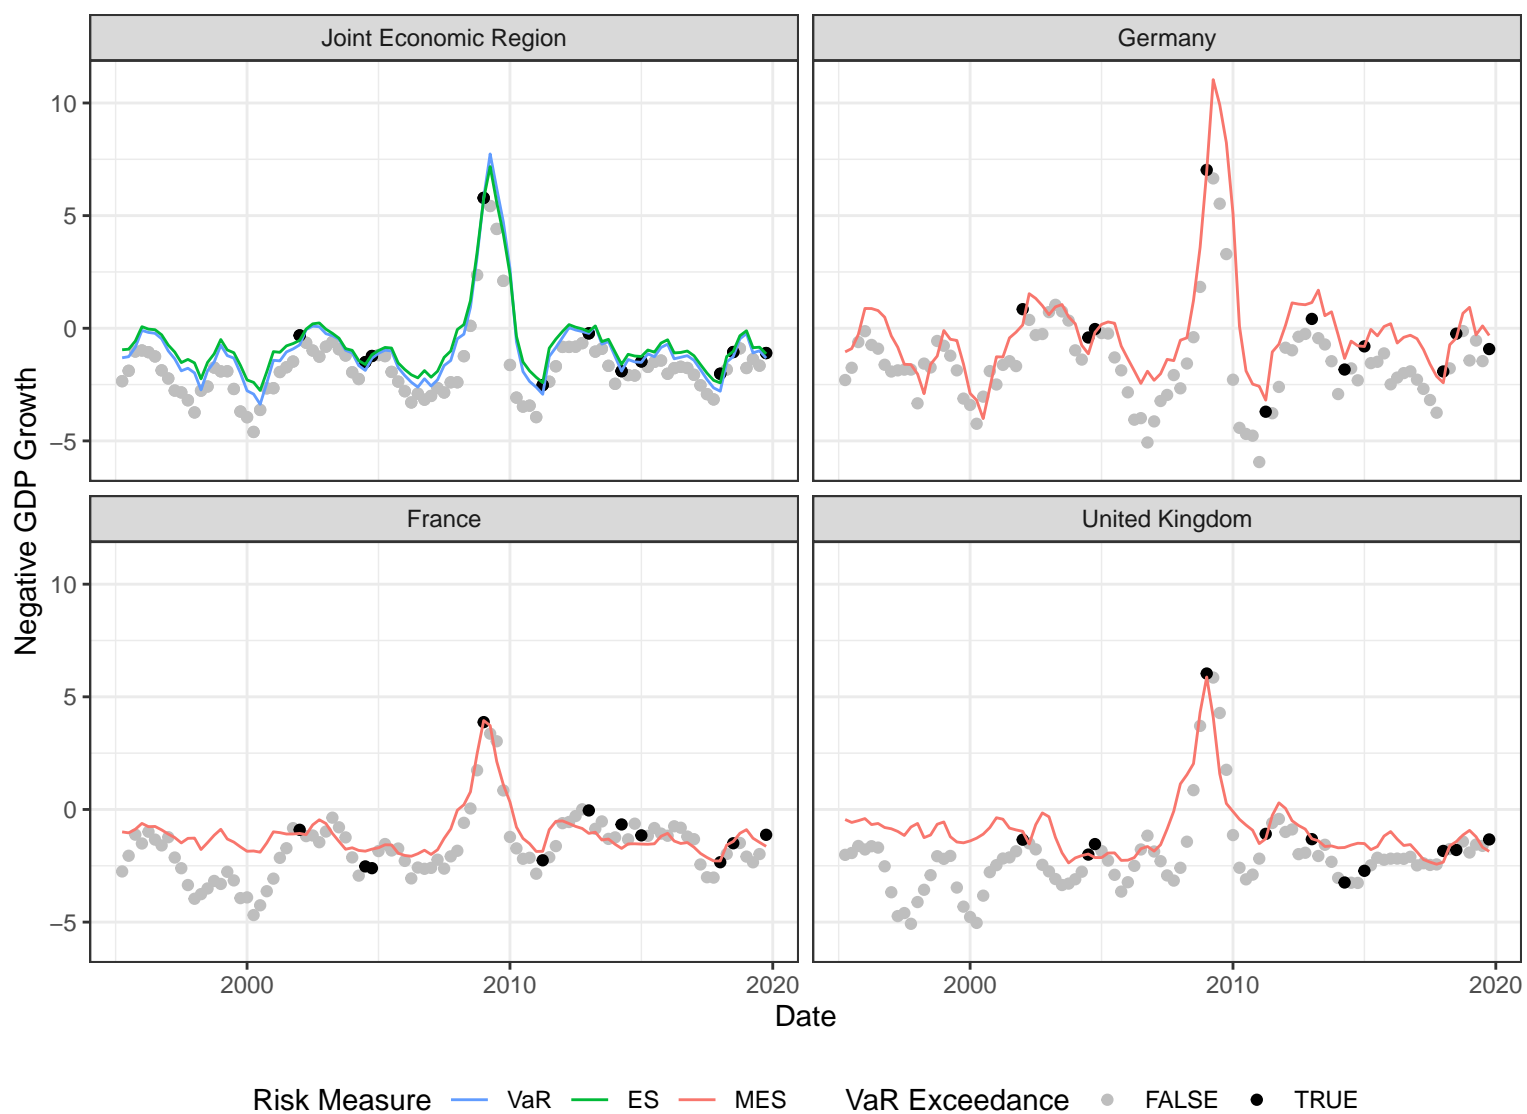 Joint Economic Region
Germany
10
5
0
−5
France
United Kingdom
10
5
0
−5
2000
2010
2020
2000
2010
2020
Negative GDP Growth
Date
Risk Measure VaR ES MES VaR Exceedance FALSE TRUE